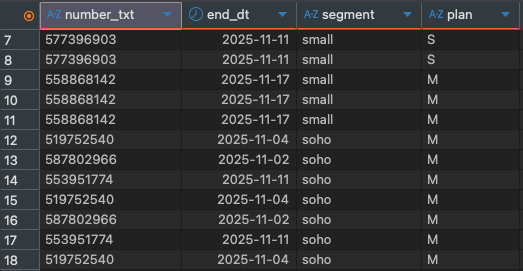 A-Z number_txt end_dt A-Z segment A-Z plan
7 577396903 2025-11-11 small S
8 577396903 2025-11-11 small S
9 558868142 2025-11-17 small M
10 558868142 2025-11-17 small M
11 558868142 2025-11-17 small M
12 519752540 2025-11-04 soho M
13 587802966 2025-11-02 soho M
14 553951774 2025-11-11 soho M
15 519752540 2025-11-04 soho M
16 587802966 2025-11-02 soho M
17 553951774 2025-11-11 soho M
18 519752540 2025-11-04 soho M